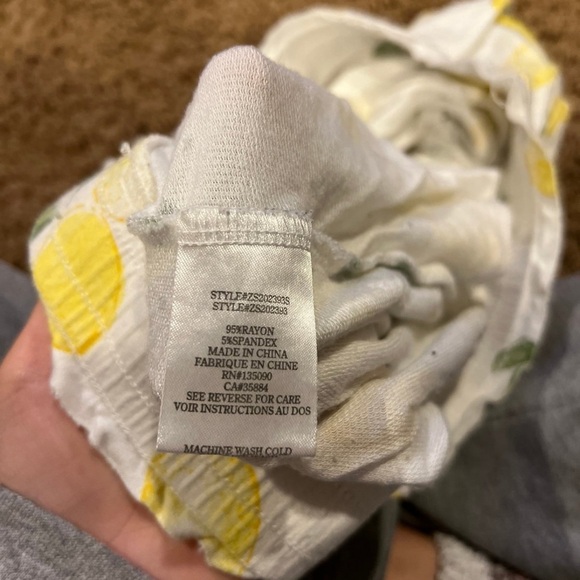 STYLE#ZS202393S
STYLE#ZS202393
95%RAYON
5%SPANDEX
MADE IN CHINA
FABRIQUE EN CHINE
RN#135090
CA#35884
SEE REVERSE FOR CARE
VOIR INSTRUCTIONS AU DOS
MACHINE WASH COLD